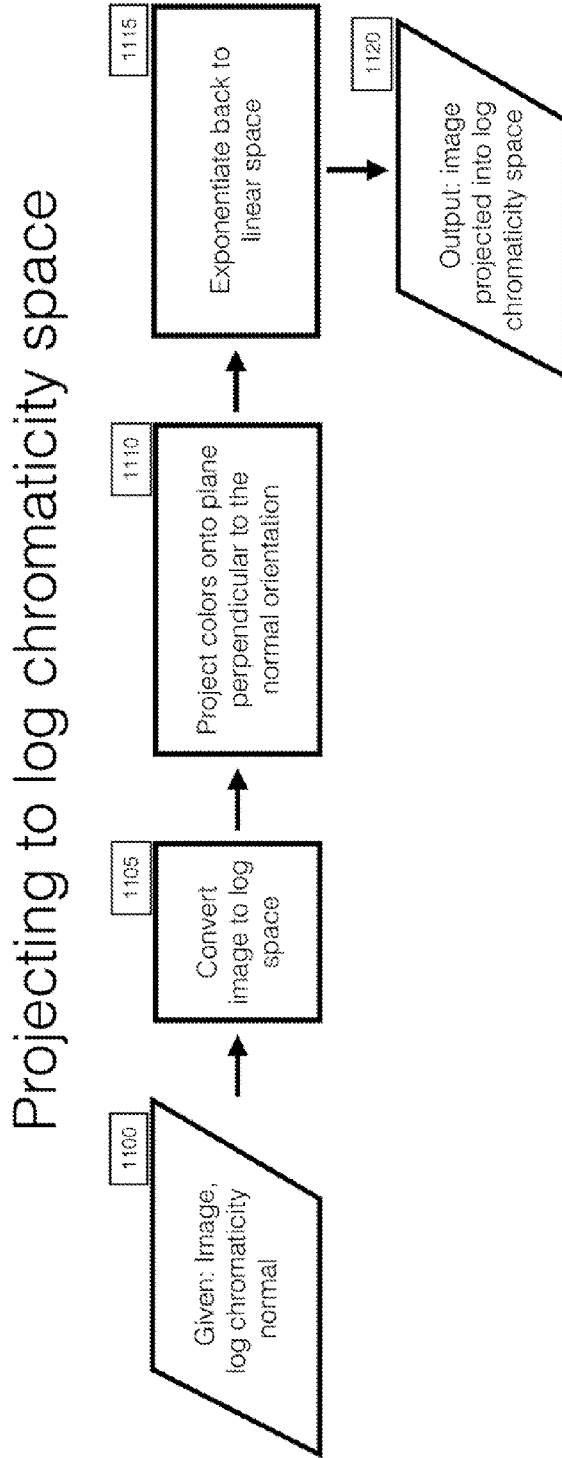 Projecting to log chromaticity space
1100
Given: Image,
log chromaticity
normal
1105
Convert
image to log
space
1110
Project colors onto plane
perpendicular to the
normal orientation
1115
Exponentiate back to
linear space
1120
Output: image
projected into log
chromaticity space